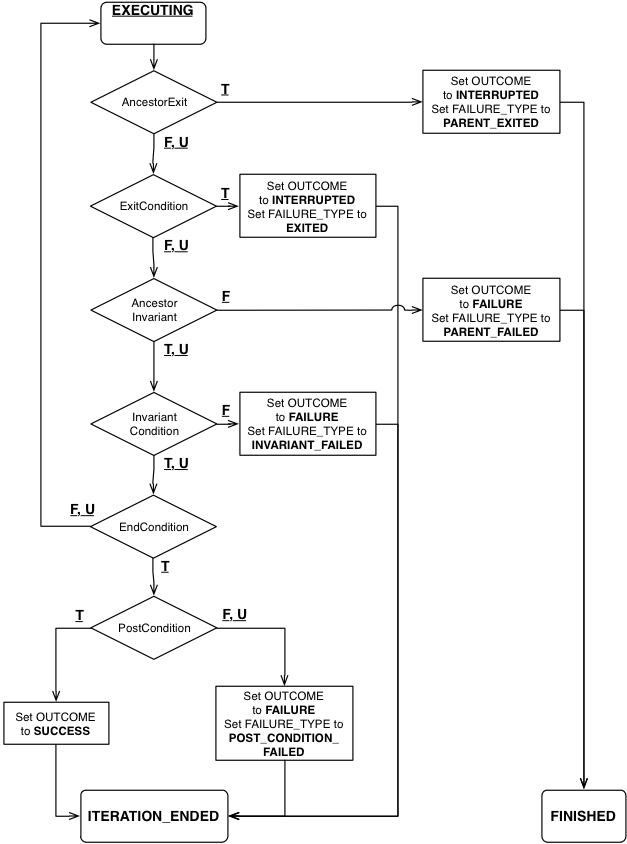 EXECUTING
AncestorExit
T
Set OUTCOME
to INTERRUPTED
Set FAILURE_TYPE to
PARENT_EXITED
F, U
ExitCondition
T
Set OUTCOME
to INTERRUPTED
Set FAILURE_TYPE to
EXITED
F, U
Ancestor
Invariant
F
Set OUTCOME
to FAILURE
Set FAILURE_TYPE to
PARENT_FAILED
T, U
Invariant
Condition
F
Set OUTCOME
to FAILURE
Set FAILURE_TYPE to
INVARIANT_FAILED
T, U
F, U
EndCondition
T
T
PostCondition
F, U
Set OUTCOME
to SUCCESS
Set OUTCOME
to FAILURE
Set FAILURE_TYPE to
POST_CONDITION_
FAILED
ITERATION_ENDED
FINISHED